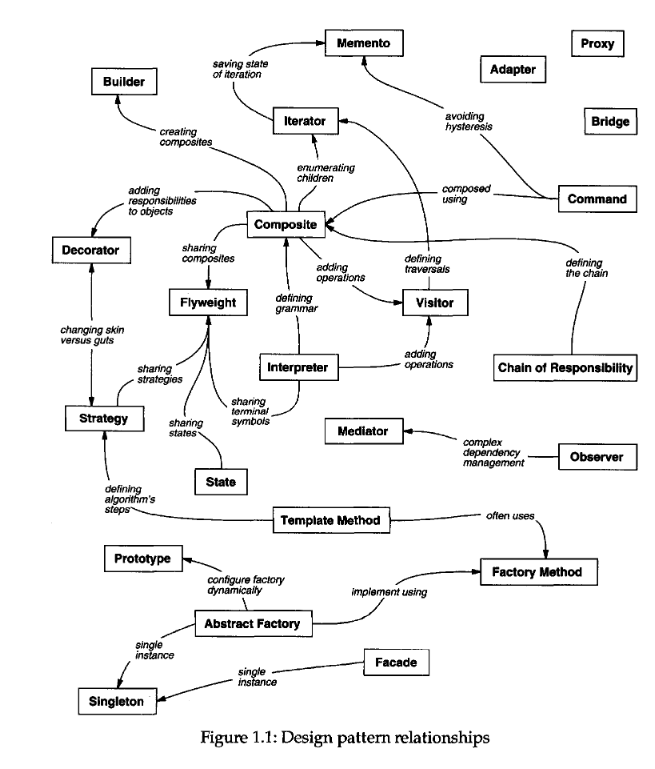 Memento
Proxy
saving state
of iteration
Adapter
Builder
Iterator
avoiding
hysteresis
Bridge
creating
composites
enumerating
children
adding
responsibilities
to objects
composed
using
Command
Composite
Decorator
sharing
composites
adding
operations
defining
traversals
defining
the chain
Flyweight
defining
grammar
Visitor
changing skin
versus guts
sharing
strategies
Interpreter
adding
operations
Chain of Responsibility
sharing
terminal
symbols
Strategy
sharing
states
Mediator
complex
dependency
management
Observer
State
defining
algorithm's
steps
Template Method
often uses
Prototype
configure factory
dynamically
implement using
Factory Method
Abstract Factory
single
instance
Facade
single
instance
Singleton
Figure 1.1: Design pattern relationships